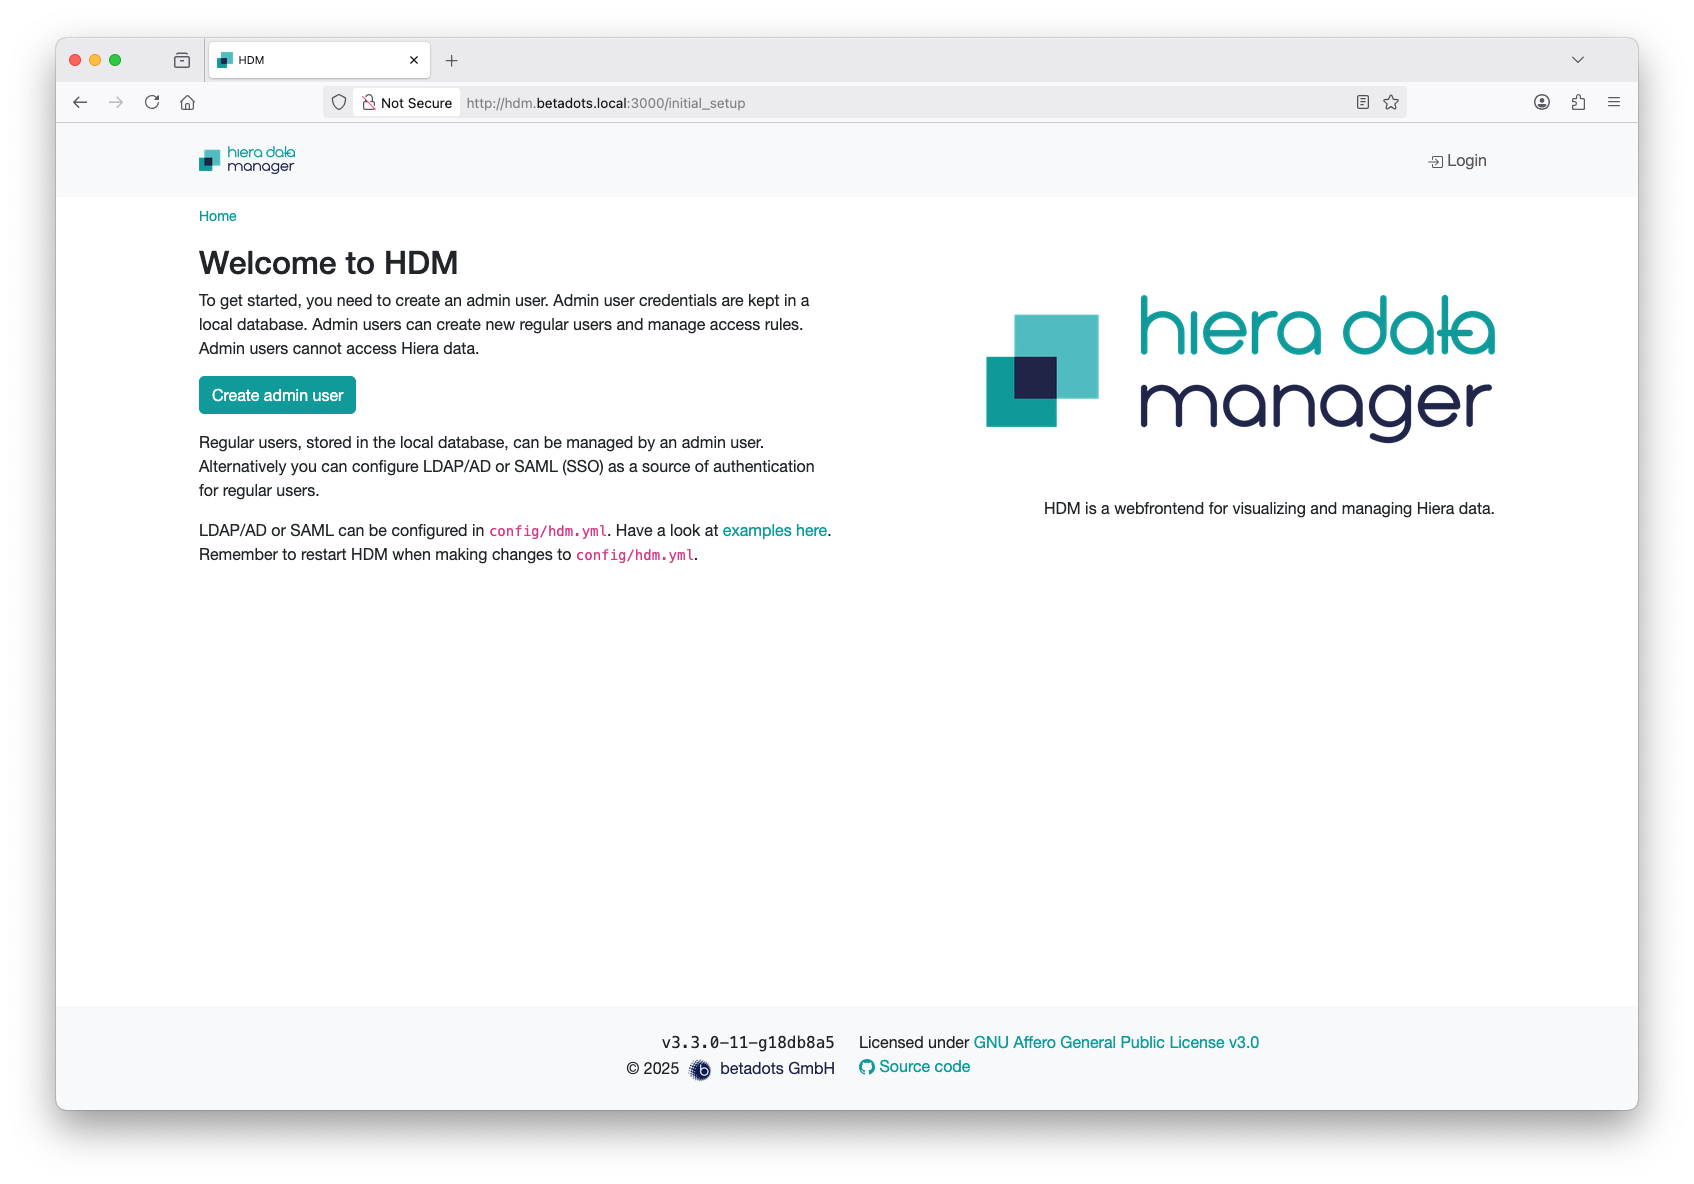 HDM
Not Secure http://hdm.betadots.local:3000/initial_setup
hiera data
manager
Login
Home
Welcome to HDM
To get started, you need to create an admin user. Admin user credentials are kept in a
local database. Admin users can create new regular users and manage access rules.
Admin users cannot access Hiera data.
Create admin user
Regular users, stored in the local database, can be managed by an admin user.
Alternatively you can configure LDAP/AD or SAML (SSO) as a source of authentication
for regular users.
LDAP/AD or SAML can be configured in config/hdm.yml. Have a look at examples here.
Remember to restart HDM when making changes to config/hdm.yml.
hiera data
manager
HDM is a webfrontend for visualizing and managing Hiera data.
v3.3.0-11-g18db8a5
© 2025 b betadots GmbH
Licensed under GNU Affero General Public License v3.0
Source code